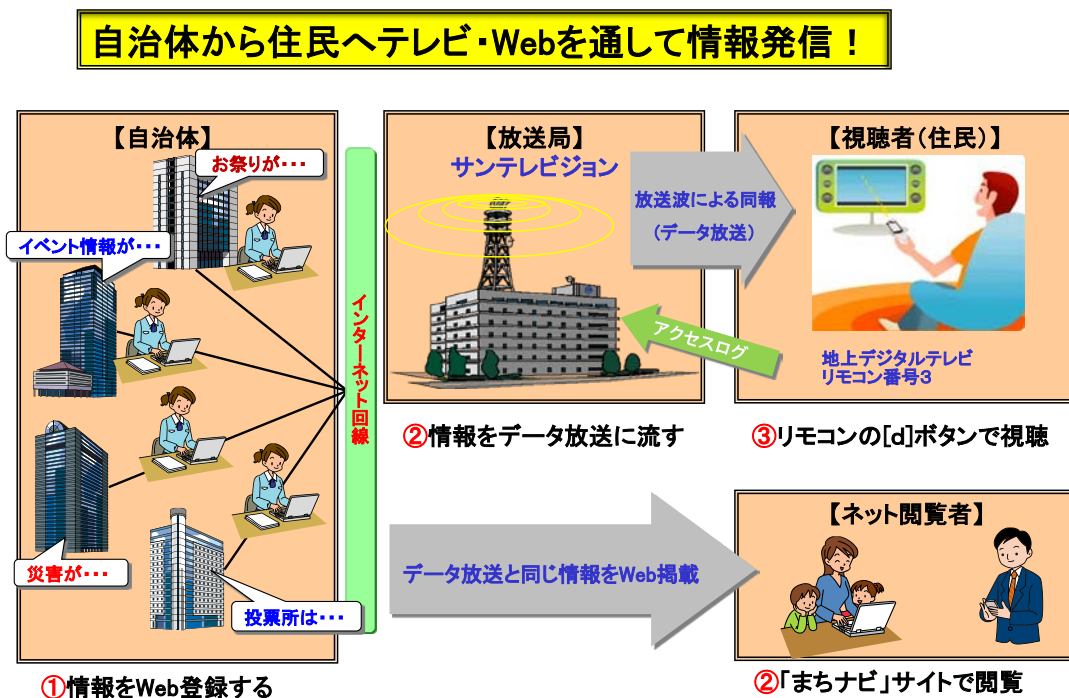 自治体から住民へテレビ・Webを通して情報発信！
【自治体】
お祭りが・・・
イベント情報が・・・
災害が・・・
投票所は・・・
①情報をWeb登録する
インターネット回線
【放送局】
サンテレビジョン
②情報をデータ放送に流す
放送波による同報
（データ放送）
アクセスログ
【視聴者（住民）】
地上デジタルテレビ
リモコン番号３
③リモコンの[d]ボタンで視聴
データ放送と同じ情報をWeb掲載
【ネット閲覧者】
②「まちナビ」サイトで閲覧